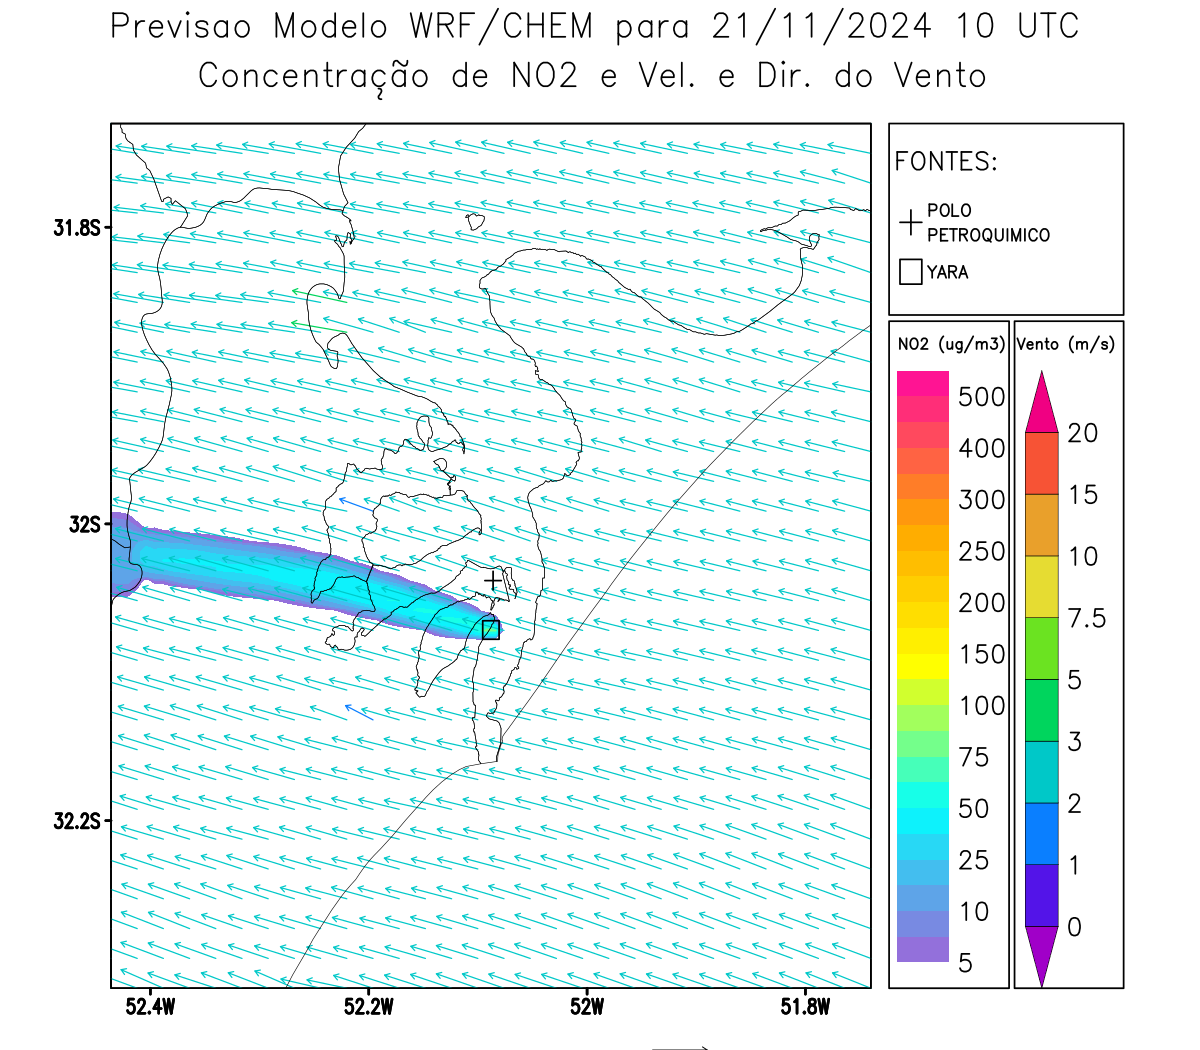 Previsao Modelo WRF/CHEM para 21/11/2024 10 UTC
Concentração de NO2 e Vel. e Dir. do Vento
FONTES:
POLO
PETROQUIMICO
YARA
NO2 (ug/m3)
500
400
300
250
200
150
100
75
50
25
10
5
Vento (m/s)
20
15
10
7.5
5
3
2
1
0
31.8S
32S
32.2S
52.4W
52.2W
52W
51.8W